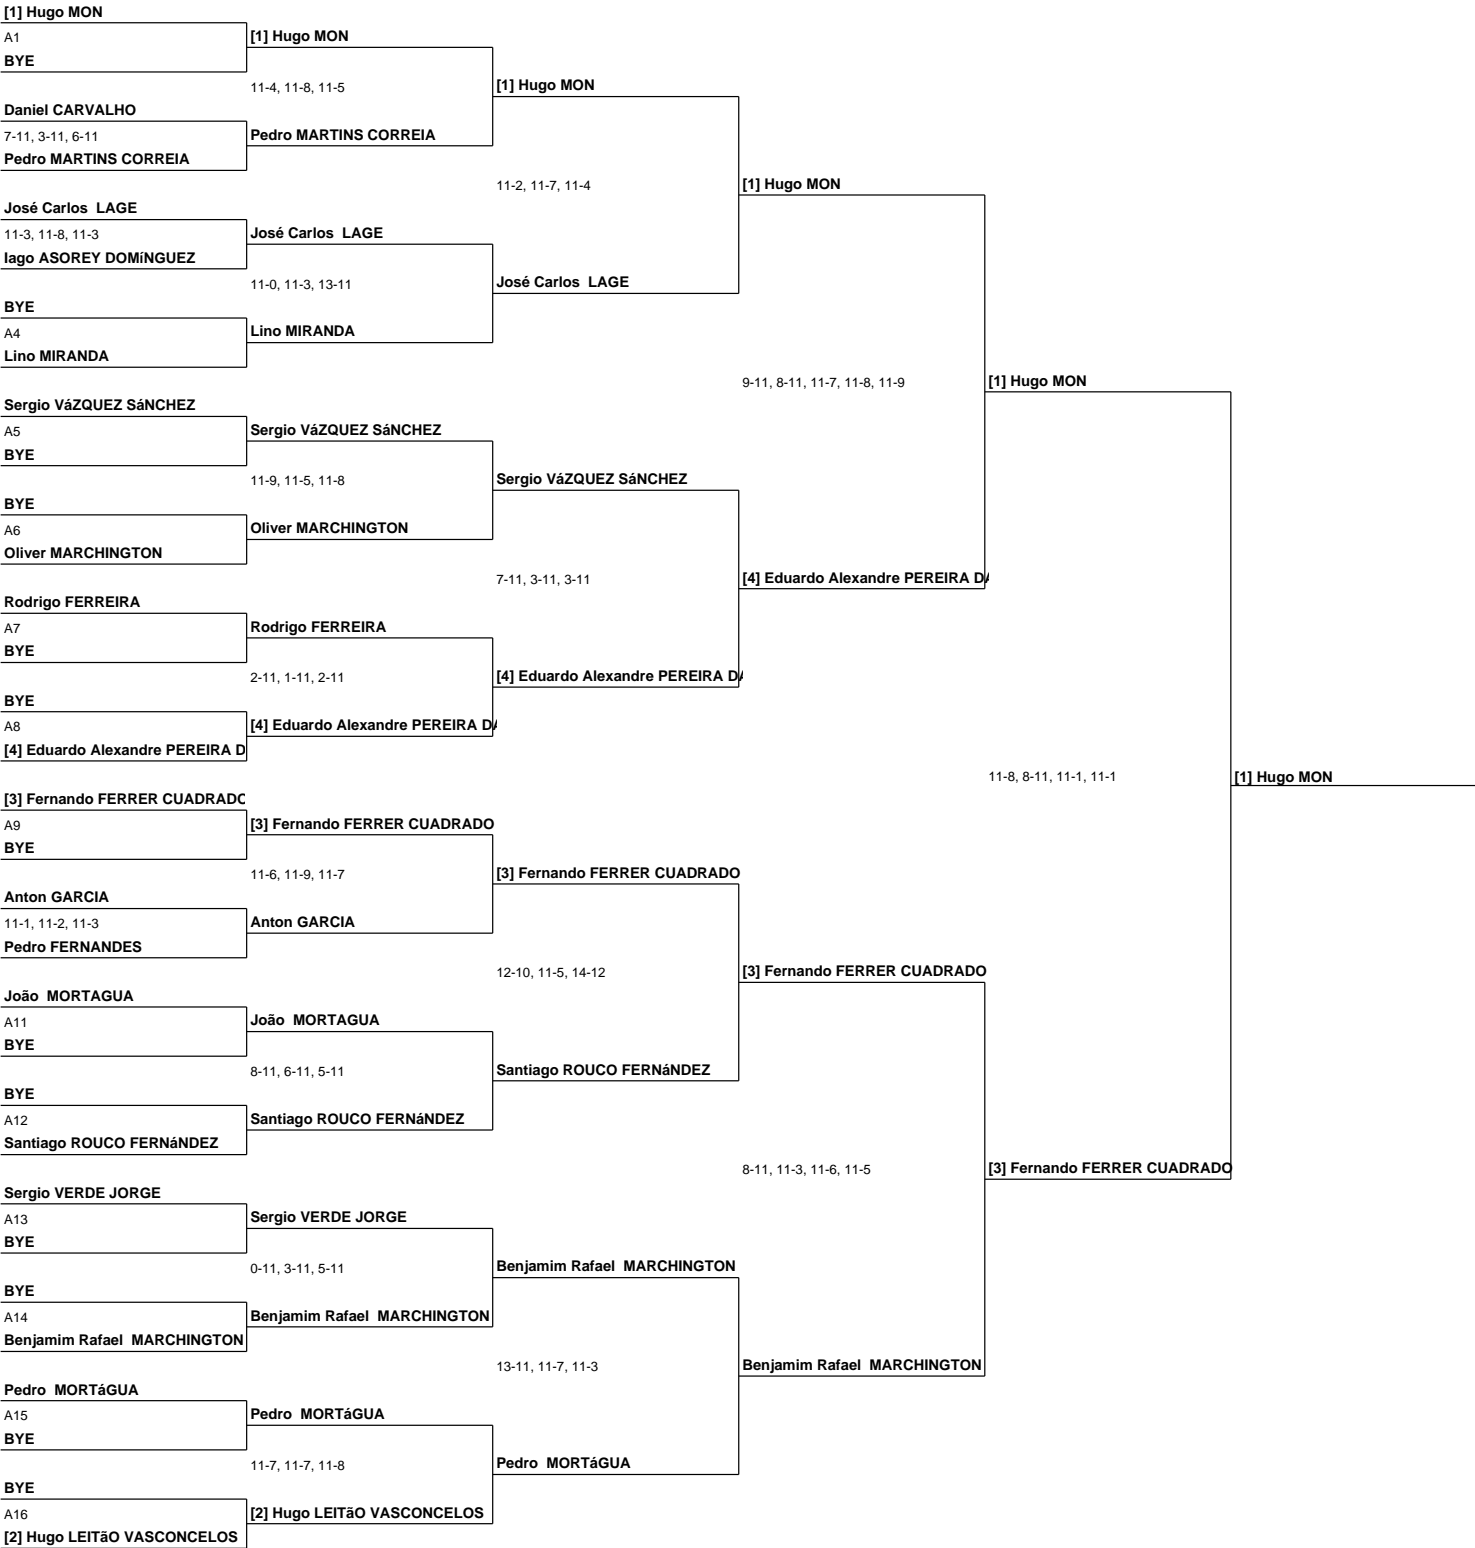 [1] Hugo MON
A1
BYE
Daniel CARVALHO
7-11, 3-11, 6-11
Pedro MARTINS CORREIA
José Carlos  LAGE
11-3, 11-8, 11-3
Iago ASOREY DOMíNGUEZ
BYE
A4
Lino MIRANDA
Sergio VáZQUEZ SáNCHEZ
A5
BYE
BYE
A6
Oliver MARCHINGTON
Rodrigo FERREIRA
A7
BYE
BYE
A8
[4] Eduardo Alexandre PEREIRA D
[3] Fernando FERRER CUADRADO
A9
BYE
Anton GARCIA
11-1, 11-2, 11-3
Pedro FERNANDES
João  MORTAGUA
A11
BYE
BYE
A12
Santiago ROUCO FERNáNDEZ
Sergio VERDE JORGE
A13
BYE
BYE
A14
Benjamim Rafael  MARCHINGTON
Pedro  MORTáGUA
A15
BYE
BYE
A16
[2] Hugo LEITãO VASCONCELOS
[1] Hugo MON
11-4, 11-8, 11-5
Pedro MARTINS CORREIA
José Carlos  LAGE
11-0, 11-3, 13-11
Lino MIRANDA
Sergio VáZQUEZ SáNCHEZ
11-9, 11-5, 11-8
Oliver MARCHINGTON
Rodrigo FERREIRA
2-11, 1-11, 2-11
[4] Eduardo Alexandre PEREIRA DA
[3] Fernando FERRER CUADRADO
11-6, 11-9, 11-7
Anton GARCIA
João  MORTAGUA
8-11, 6-11, 5-11
Santiago ROUCO FERNáNDEZ
Sergio VERDE JORGE
0-11, 3-11, 5-11
Benjamim Rafael  MARCHINGTON
Pedro  MORTáGUA
11-7, 11-7, 11-8
[2] Hugo LEITãO VASCONCELOS
[1] Hugo MON
11-2, 11-7, 11-4
José Carlos  LAGE
Sergio VáZQUEZ SáNCHEZ
7-11, 3-11, 3-11
[4] Eduardo Alexandre PEREIRA DA
[3] Fernando FERRER CUADRADO
12-10, 11-5, 14-12
Santiago ROUCO FERNáNDEZ
Benjamim Rafael  MARCHINGTON
13-11, 11-7, 11-3
Pedro  MORTáGUA
[1] Hugo MON
9-11, 8-11, 11-7, 11-8, 11-9
[4] Eduardo Alexandre PEREIRA DA
[3] Fernando FERRER CUADRADO
8-11, 11-3, 11-6, 11-5
Benjamim Rafael  MARCHINGTON
[1] Hugo MON
11-8, 8-11, 11-1, 11-1
[3] Fernando FERRER CUADRADO
[1] Hugo MON